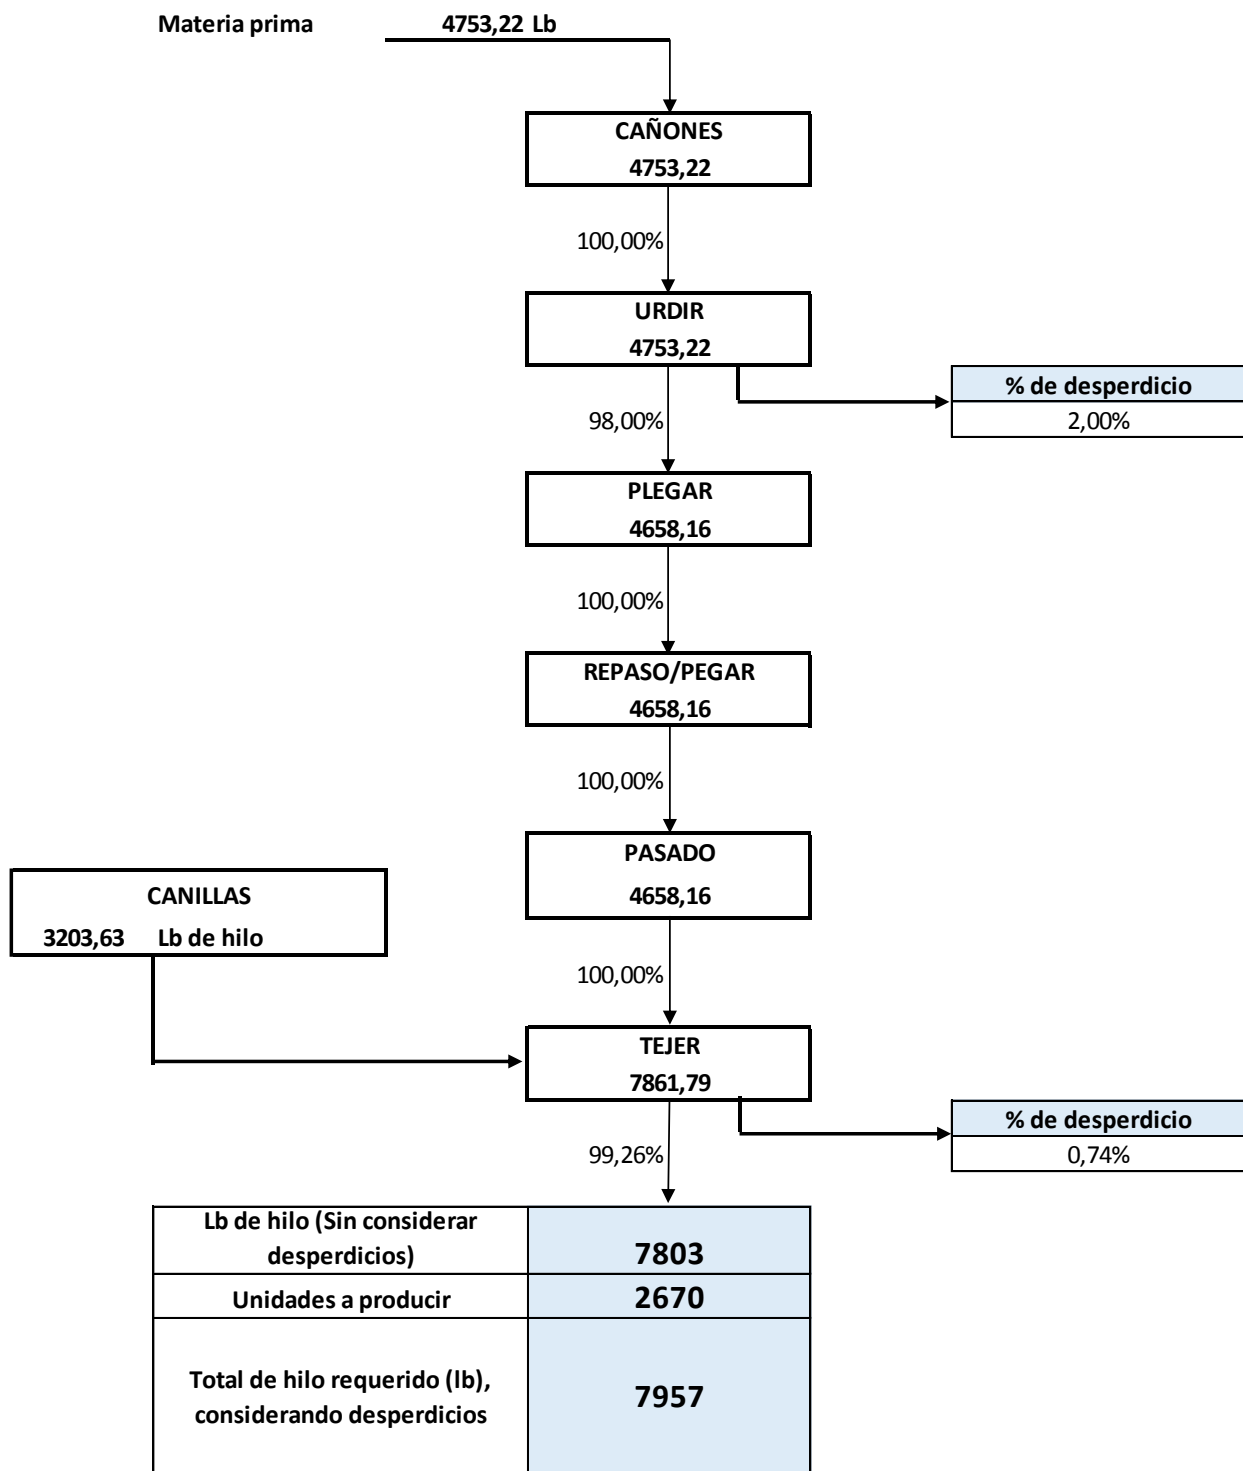 Materia prima 4753,22 Lb
CAÑONES
4753,22
100,00%
URDIR
4753,22
% de desperdicio
2,00%
98,00%
PLEGAR
4658,16
100,00%
REPASO/PEGAR
4658,16
100,00%
PASADO
4658,16
CANILLAS
3203,63 Lb de hilo
100,00%
TEJER
7861,79
% de desperdicio
0,74%
99,26%
Lb de hilo (Sin considerar
desperdicios)
7803
Unidades a producir
2670
Total de hilo requerido (lb),
considerando desperdicios
7957